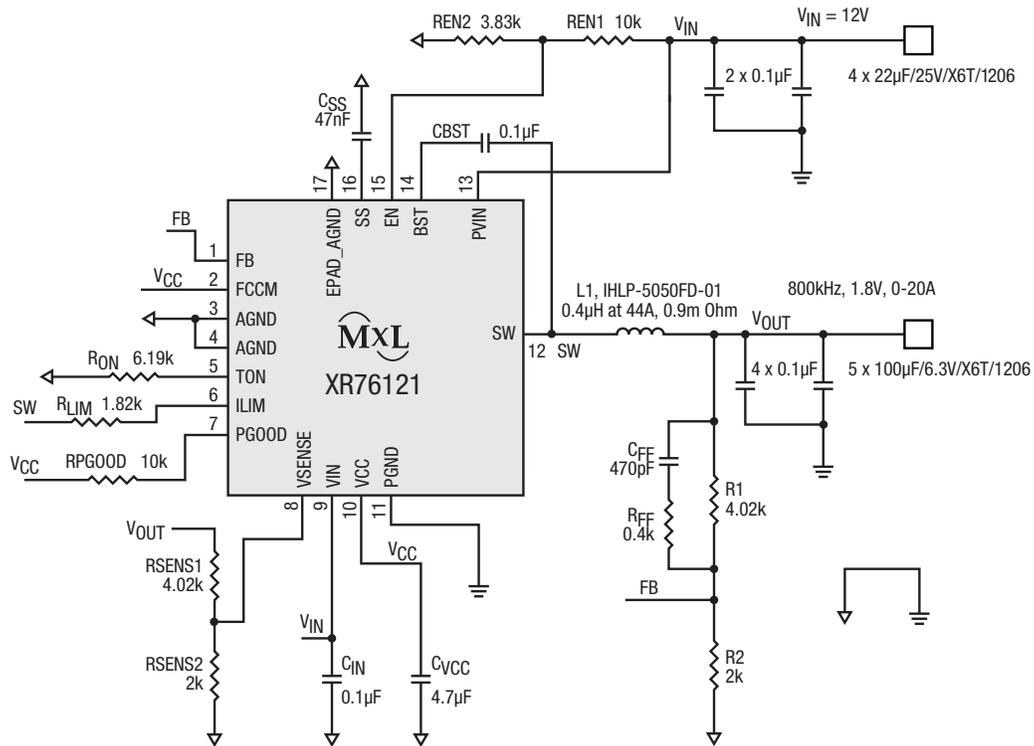 REN2 3.83k
REN1 10k
VIN
VIN = 12V
2 x 0.1µF
4 x 22µF/25V/X6T/1206
CSS
47nF
CBST
0.1µF
17
16
15
14
13
EPAD_AGND
SS
EN
BST
PVIN
FB
1
FB
VCC
2
FCCM
3
AGND
4
AGND
RON 6.19k
5
TON
SW
RLIM 1.82k
6
ILIM
7
PGOOD
VCC
RPGOOD 10k
MxL
XR76121
SW
12 SW
L1, IHLP-5050FD-01
0.4µH at 44A, 0.9m Ohm
800kHz, 1.8V, 0-20A
VOUT
4 x 0.1µF
5 x 100µF/6.3V/X6T/1206
VSENSE
VIN
VCC
PGND
8
9
10
11
VOUT
RSENS1
4.02k
RSENS2
2k
VIN
CIN
0.1µF
VCC
CVCC
4.7µF
CFF
470pF
RFF
0.4k
R1
4.02k
FB
R2
2k